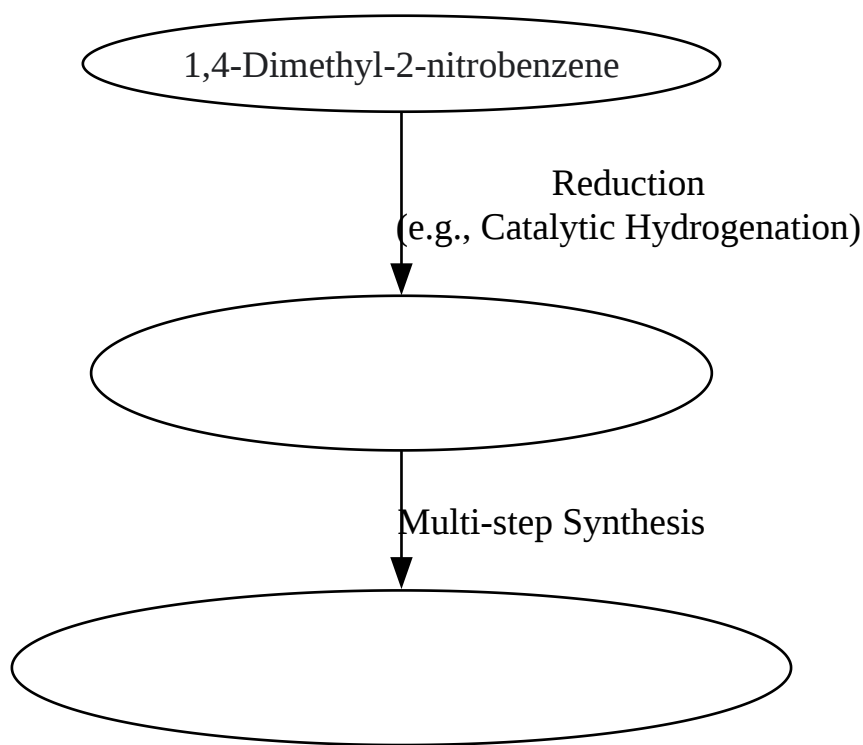 1,4-Dimethyl-2-nitrobenzene
Reduction
(e.g., Catalytic Hydrogenation)
Multi-step Synthesis